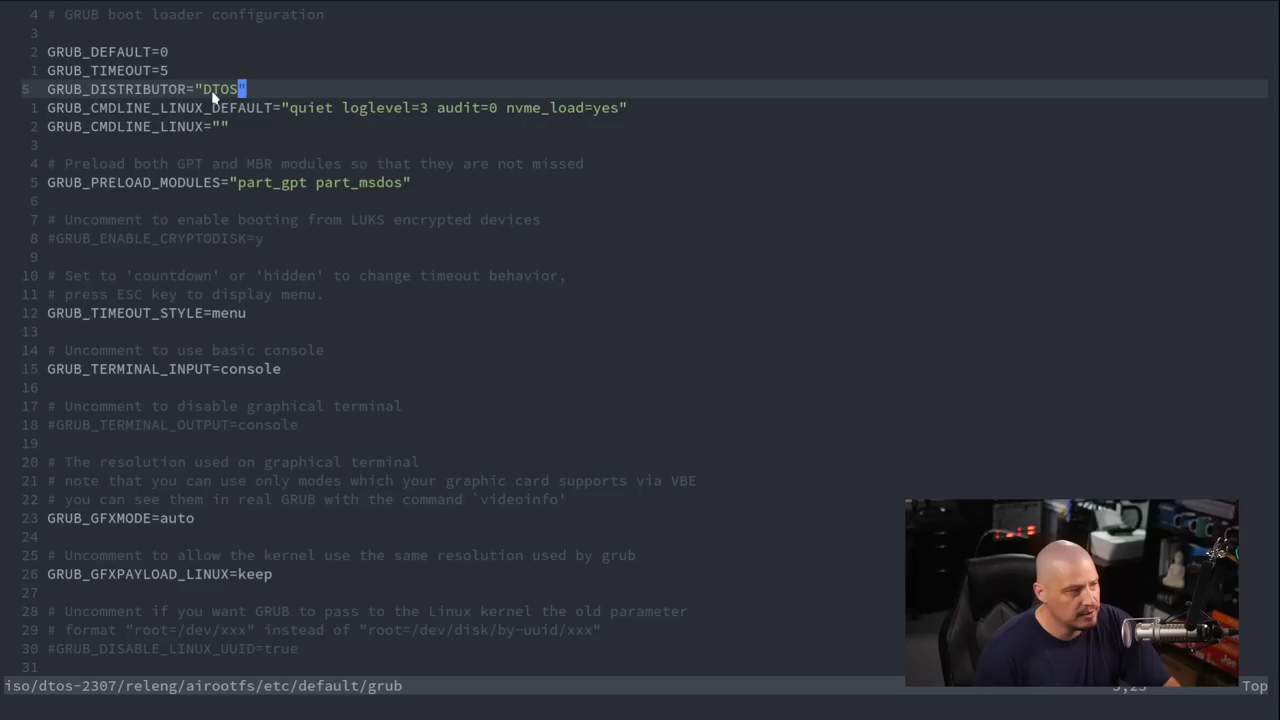 4 # GRUB boot loader configuration
3
2 GRUB_DEFAULT=0
1 GRUB_TIMEOUT=5
5 GRUB_DISTRIBUTOR="DTOS"
1 GRUB_CMDLINE_LINUX_DEFAULT="quiet loglevel=3 audit=0 nvme_load=yes"
2 GRUB_CMDLINE_LINUX=""
3
4 # Preload both GPT and MBR modules so that they are not missed
5 GRUB_PRELOAD_MODULES="part_gpt part_msdos"
6
7 # Uncomment to enable booting from LUKS encrypted devices
8 #GRUB_ENABLE_CRYPTODISK=y
9
10 # Set to 'countdown' or 'hidden' to change timeout behavior,
11 # press ESC key to display menu.
12 GRUB_TIMEOUT_STYLE=menu
13
14 # Uncomment to use basic console
15 GRUB_TERMINAL_INPUT=console
16
17 # Uncomment to disable graphical terminal
18 #GRUB_TERMINAL_OUTPUT=console
19
20 # The resolution used on graphical terminal
21 # note that you can use only modes which your graphic card supports via VBE
22 # you can see them in real GRUB with the command `videoinfo'
23 GRUB_GFXMODE=auto
24
25 # Uncomment to allow the kernel use the same resolution used by grub
26 GRUB_GFXPAYLOAD_LINUX=keep
27
28 # Uncomment if you want GRUB to pass to the Linux kernel the old parameter
29 # format "root=/dev/xxx" instead of "root=/dev/disk/by-uuid/xxx"
30 #GRUB_DISABLE_LINUX_UUID=true
31
iso/dtos-2307/releng/airootfs/etc/default/grub Top